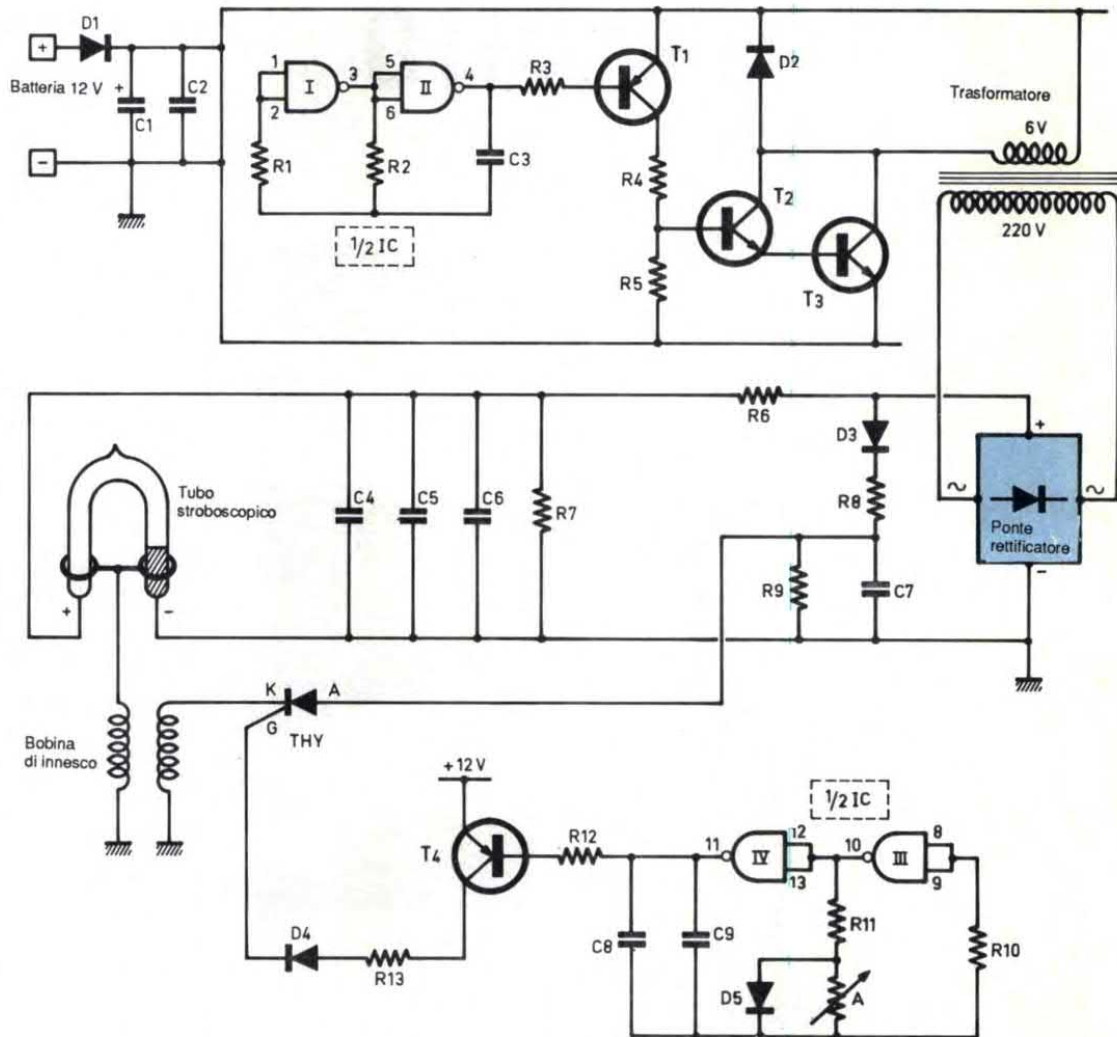 D1
+
Batteria 12 V
+
C1
C2
-
1
2
I
3
5
6
II
4
R3
R1
R2
C3
1/2 IC
T1
R4
R5
T2
T3
D2
Trasformatore
6V
220 V
R6
D3
R8
+
~
~
Ponte
rettificatore
-
Tubo
stroboscopico
+
-
C4
C5
C6
R7
R9
C7
Bobina
di innesco
K
A
G
THY
+12 V
T4
R12
11
IV
12
13
10
III
8
9
1/2 IC
C8
C9
R11
R10
D5
A
D4
R13